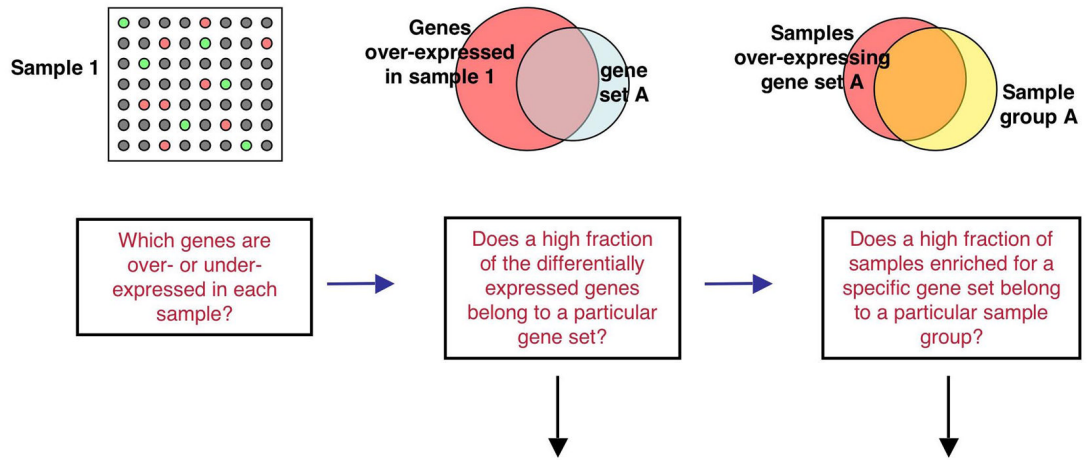 Sample 1
Genes
over-expressed
in sample 1
gene
set A
Samples
over-expressing
gene set A
Sample
group A
Which genes are
over- or under-
expressed in each
sample?
Does a high fraction
of the differentially
expressed genes
belong to a particular
gene set?
Does a high fraction of
samples enriched for a
specific gene set belong
to a particular sample
group?